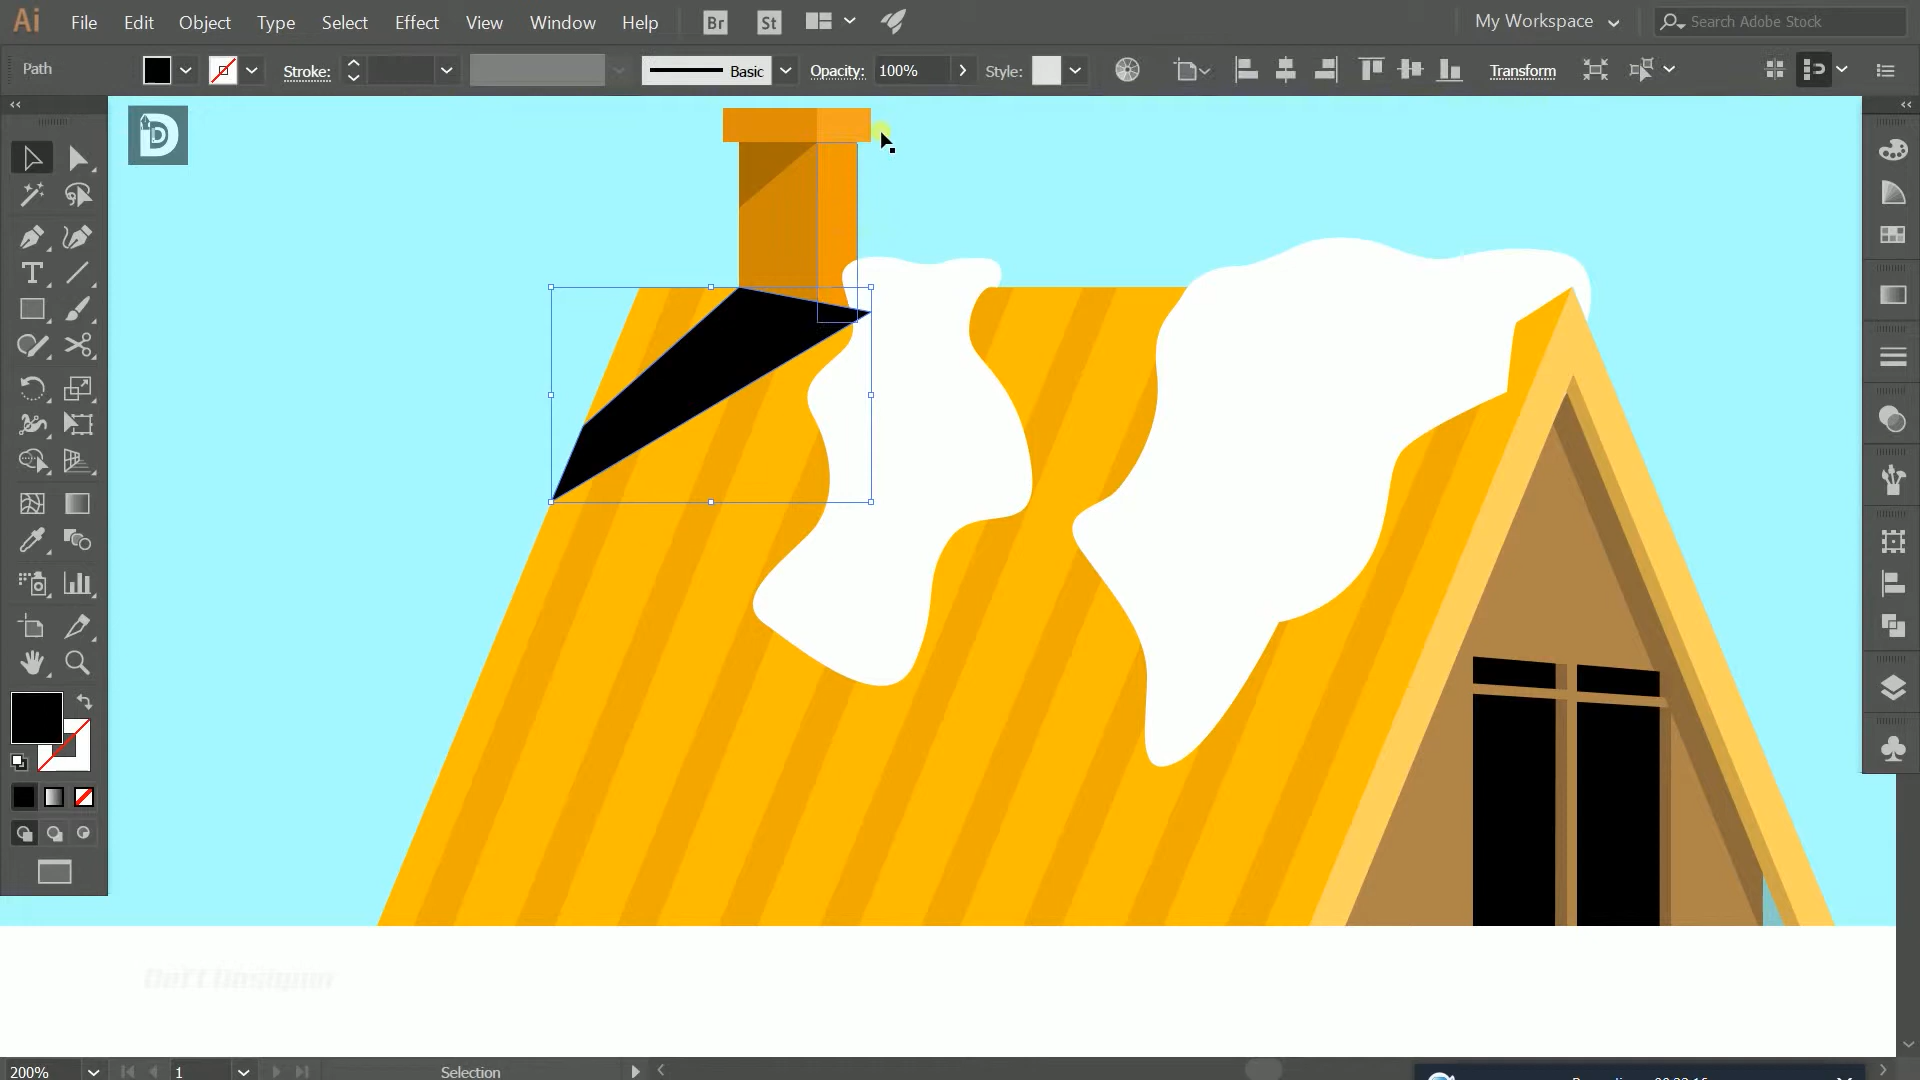 Ai File Edit Object Type Select Effect View Window Help Br St My Workspace Search Adobe Stock
Path Stroke: Basic Opacity: 100% Style: Transform
D
200% 1 Selection